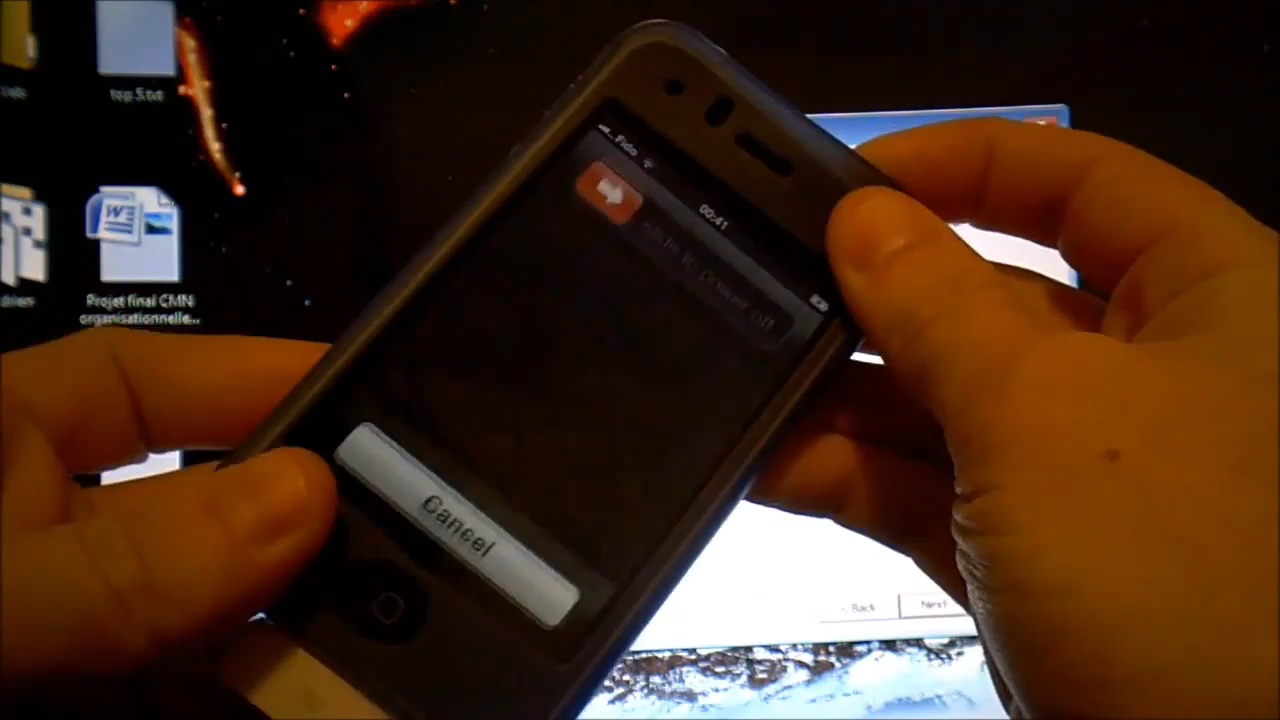 top 5.txt
Projet final CMN
organisationnelle...
Fido
00:41
slide to power off
Cancel
< Back
Next